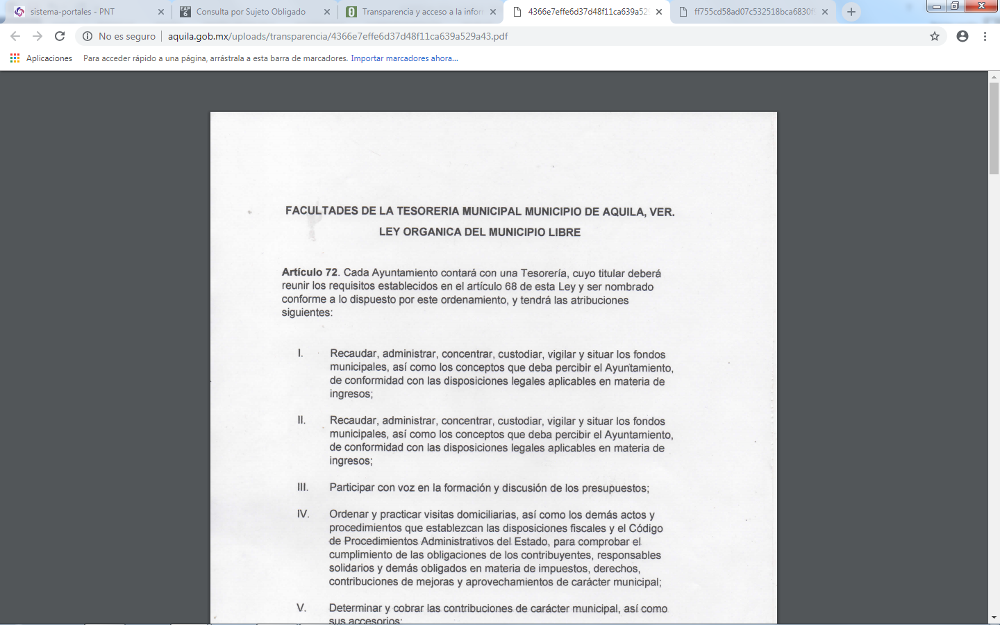 sistema-portales - PNT
Consulta por Sujeto Obligado
Transparencia y acceso a la infor
4366e7effe6d37d48f11ca639a52
ff755cd58ad07c532518bca6830f
No es seguro
aquila.gob.mx/uploads/transparencia/4366e7effe6d37d48f11ca639a529a43.pdf
Aplicaciones
Para acceder rápido a una página, arrástrala a esta barra de marcadores. Importar marcadores ahora...
FACULTADES DE LA TESORERIA MUNICIPAL MUNICIPIO DE AQUILA, VER.
LEY ORGANICA DEL MUNICIPIO LIBRE
Artículo 72. Cada Ayuntamiento contará con una Tesorería, cuyo titular deberá
reunir los requisitos establecidos en el artículo 68 de esta Ley y ser nombrado
conforme a lo dispuesto por este ordenamiento, y tendrá las atribuciones
siguientes:
I. Recaudar, administrar, concentrar, custodiar, vigilar y situar los fondos
municipales, así como los conceptos que deba percibir el Ayuntamiento,
de conformidad con las disposiciones legales aplicables en materia de
ingresos;
II. Recaudar, administrar, concentrar, custodiar, vigilar y situar los fondos
municipales, así como los conceptos que deba percibir el Ayuntamiento,
de conformidad con las disposiciones legales aplicables en materia de
ingresos;
III. Participar con voz en la formación y discusión de los presupuestos;
IV. Ordenar y practicar visitas domiciliarias, así como los demás actos y
procedimientos que establezcan las disposiciones fiscales y el Código
de Procedimientos Administrativos del Estado, para comprobar el
cumplimiento de las obligaciones de los contribuyentes, responsables
solidarios y demás obligados en materia de impuestos, derechos,
contribuciones de mejoras y aprovechamientos de carácter municipal;
V. Determinar y cobrar las contribuciones de carácter municipal, así como
sus accesorios;